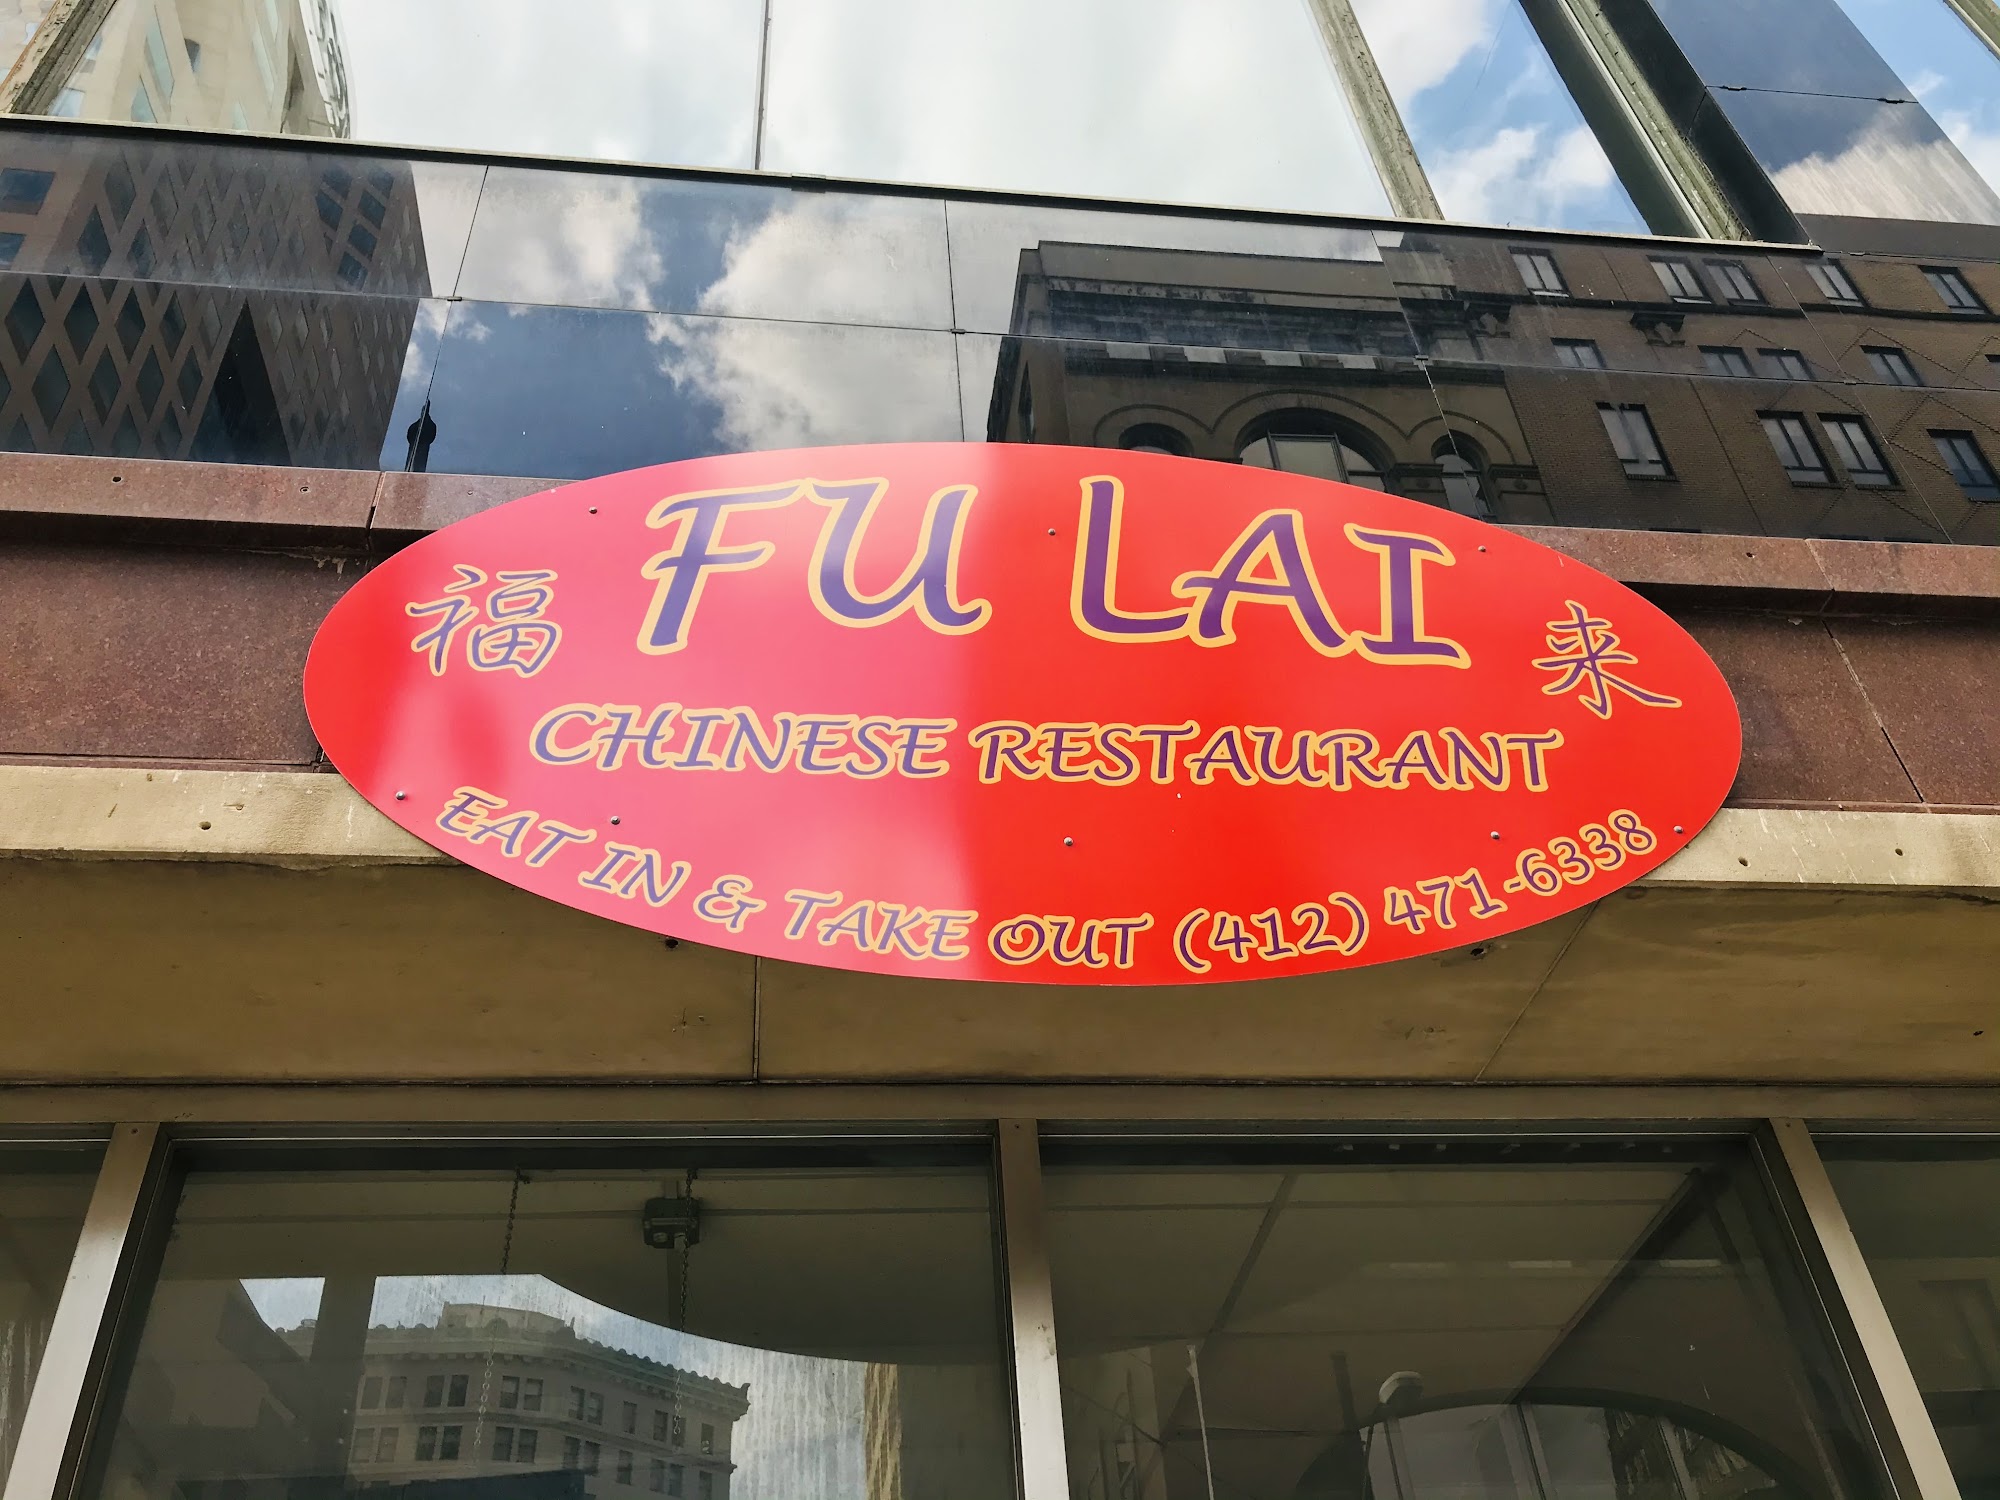 FU LAI
福 来
CHINESE RESTAURANT
EAT IN & TAKE OUT (412) 471-6338